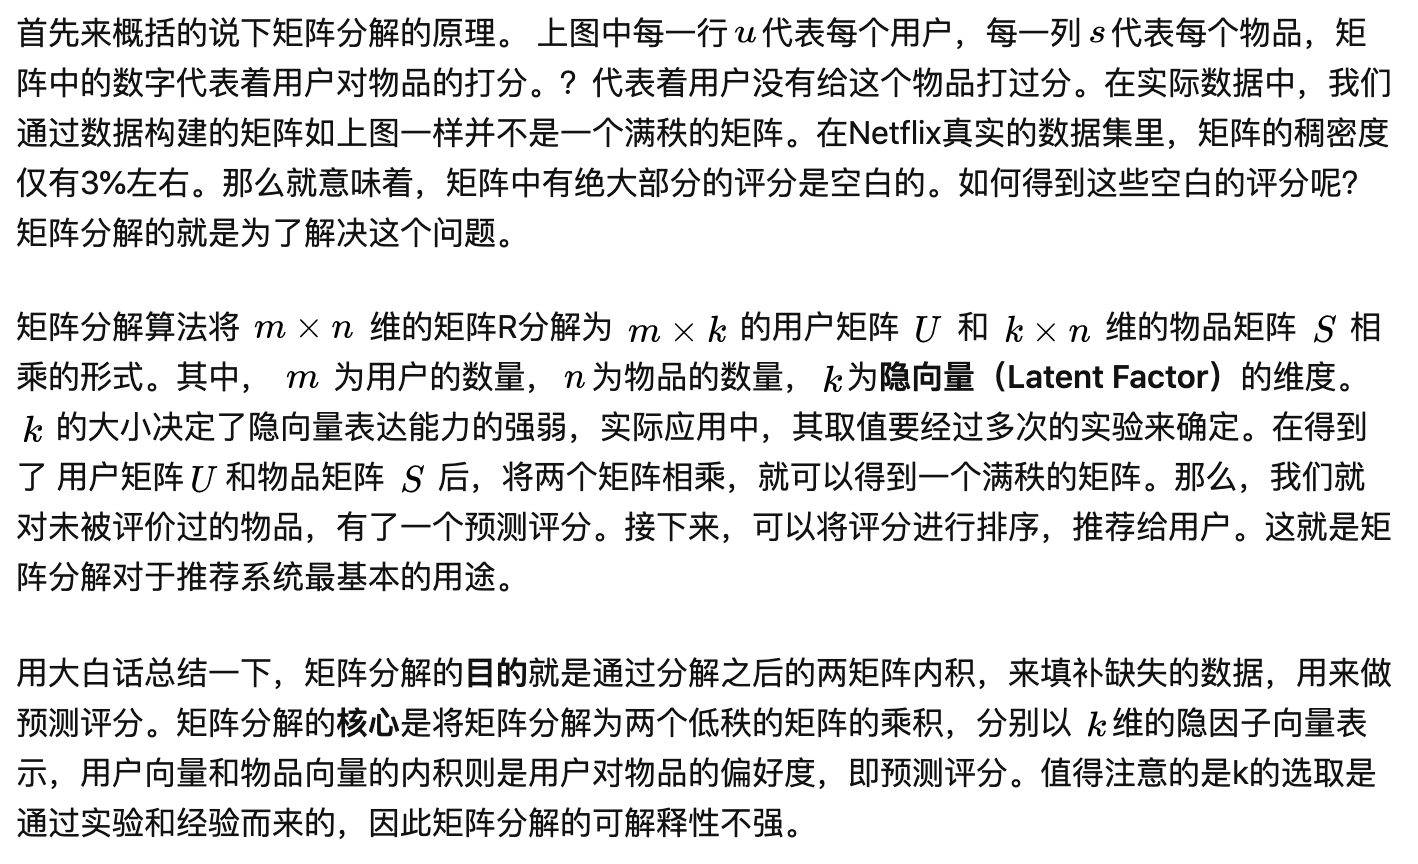 首先来概括的说下矩阵分解的原理。 上图中每一行 u 代表每个用户，每一列 s 代表每个物品，矩
阵中的数字代表着用户对物品的打分。？代表着用户没有给这个物品打过分。在实际数据中，我们
通过数据构建的矩阵如上图一样并不是一个满秩的矩阵。在Netflix真实的数据集里，矩阵的稠密度
仅有3%左右。那么就意味着，矩阵中有绝大部分的评分是空白的。如何得到这些空白的评分呢？
矩阵分解的就是为了解决这个问题。
矩阵分解算法将 m × n 维的矩阵R分解为 m × k 的用户矩阵 U 和 k × n 维的物品矩阵 S 相
乘的形式。其中， m 为用户的数量， n 为物品的数量， k 为隐向量（Latent Factor）的维度。
k 的大小决定了隐向量表达能力的强弱，实际应用中，其取值要经过多次的实验来确定。在得到
了 用户矩阵 U 和物品矩阵 S 后，将两个矩阵相乘，就可以得到一个满秩的矩阵。那么，我们就
对未被评价过的物品，有了一个预测评分。接下来，可以将评分进行排序，推荐给用户。这就是矩
阵分解对于推荐系统最基本的用途。
用大白话总结一下，矩阵分解的目的就是通过分解之后的两矩阵内积，来填补缺失的数据，用来做
预测评分。矩阵分解的核心是将矩阵分解为两个低秩的矩阵的乘积，分别以 k 维的隐因子向量表
示，用户向量和物品向量的内积则是用户对物品的偏好度，即预测评分。值得注意的是k的选取是
通过实验和经验而来的，因此矩阵分解的可解释性不强。